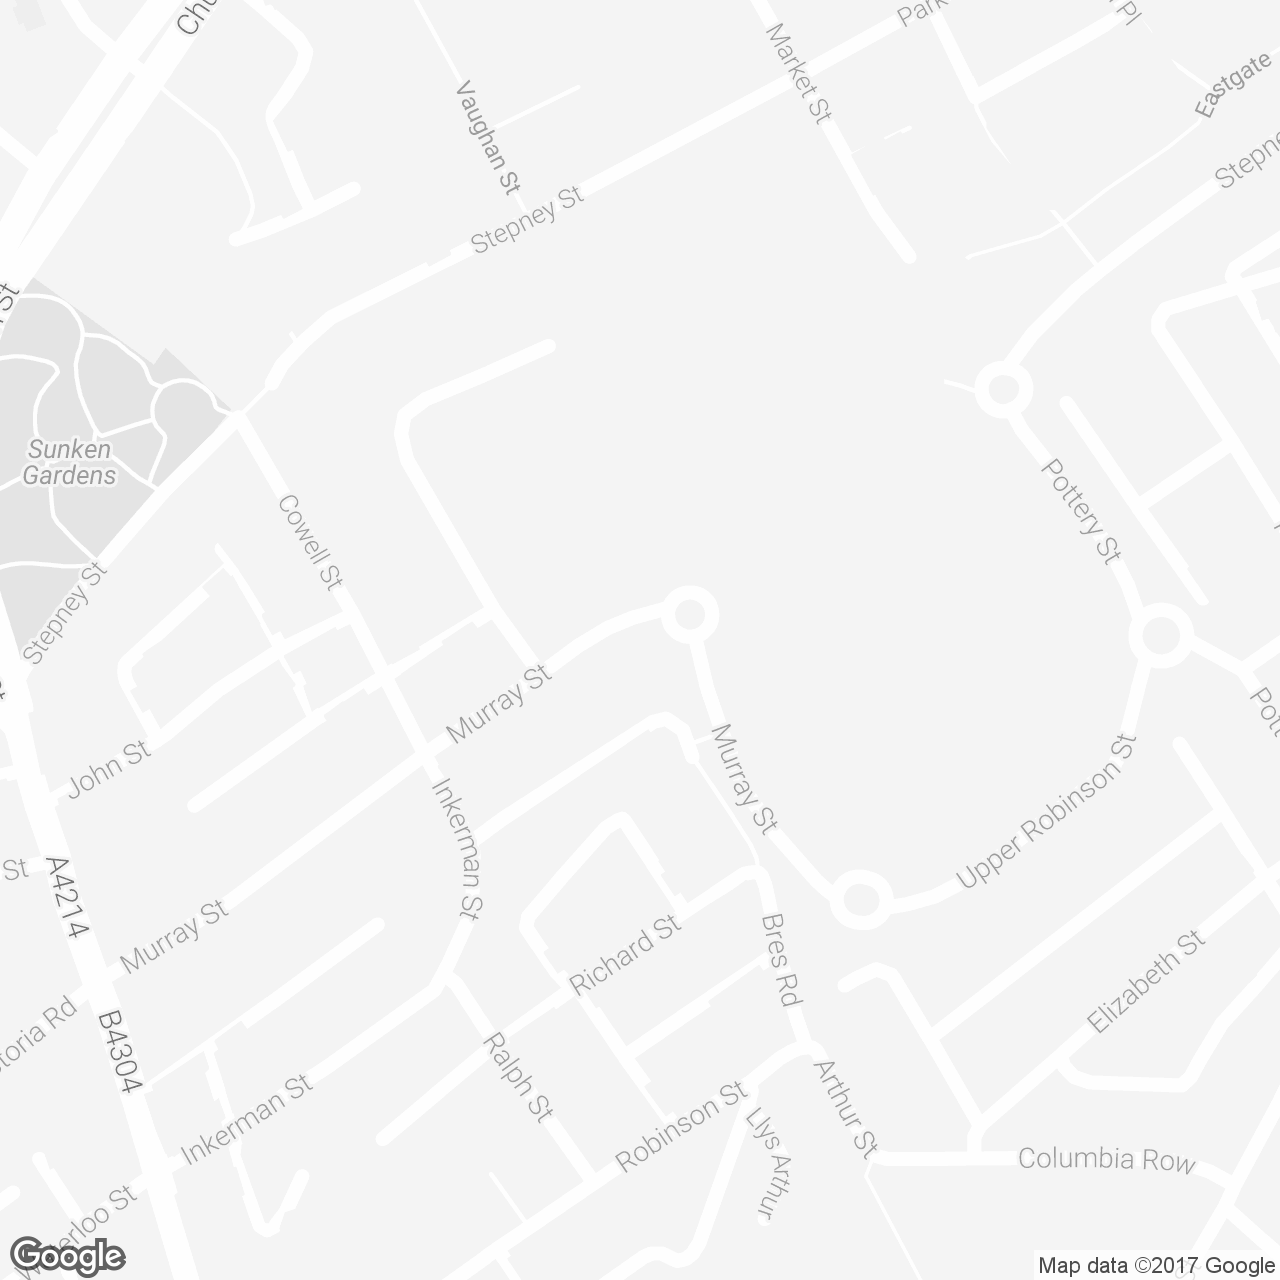 Park
Market St
Vaughan St
Eastgate
Stepney St
Sunken
Gardens
Cowell St
Pottery St
Stepney St
Murray St
John St
Murray St
Inkerman St
Upper Robinson St
St
A4214
Murray St
Richard St
Bres Rd
Elizabeth St
B4304
Ralph St
Inkerman St
Robinson St
Arthur St
Llys Arthur
Columbia Row
Google
Map data ©2017 Google